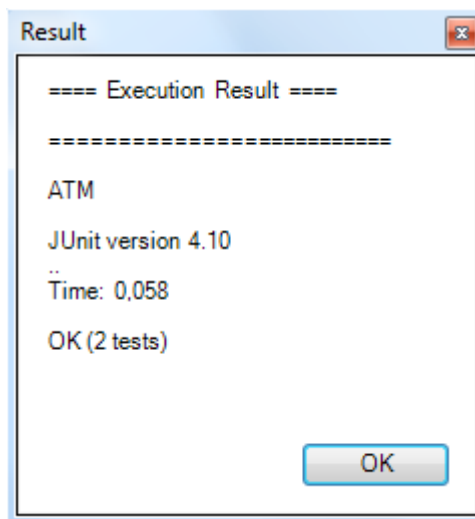 Result
==== Execution Result ====
==========================
ATM
JUnit version 4.10
..
Time: 0,058
OK (2 tests)
OK